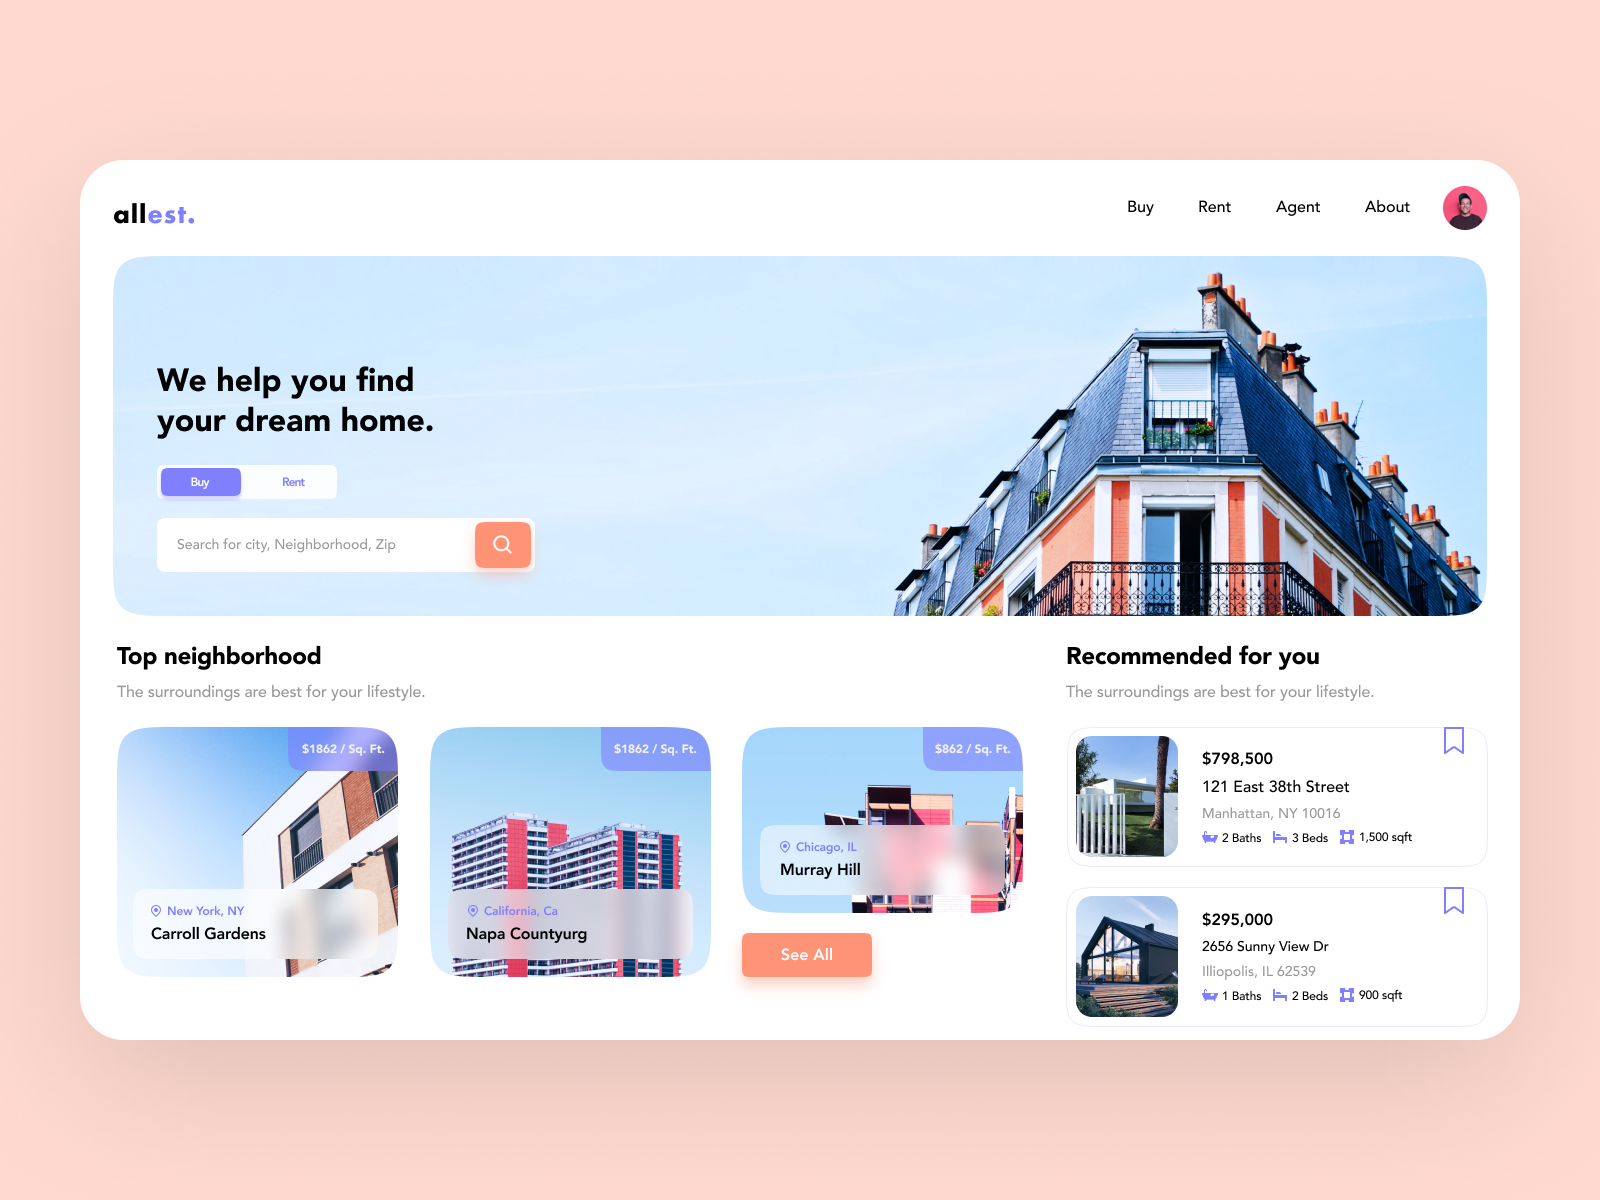 allest.
Buy Rent Agent About
We help you find
your dream home.
Buy Rent
Search for city, Neighborhood, Zip
Top neighborhood
The surroundings are best for your lifestyle.
$1862 / Sq. Ft.
New York, NY
Carroll Gardens
$1862 / Sq. Ft.
California, Ca
Napa Countyurg
$862 / Sq. Ft.
Chicago, IL
Murray Hill
See All
Recommended for you
The surroundings are best for your lifestyle.
$798,500
121 East 38th Street
Manhattan, NY 10016
2 Baths 3 Beds 1,500 sqft
$295,000
2656 Sunny View Dr
Illiopolis, IL 62539
1 Baths 2 Beds 900 sqft